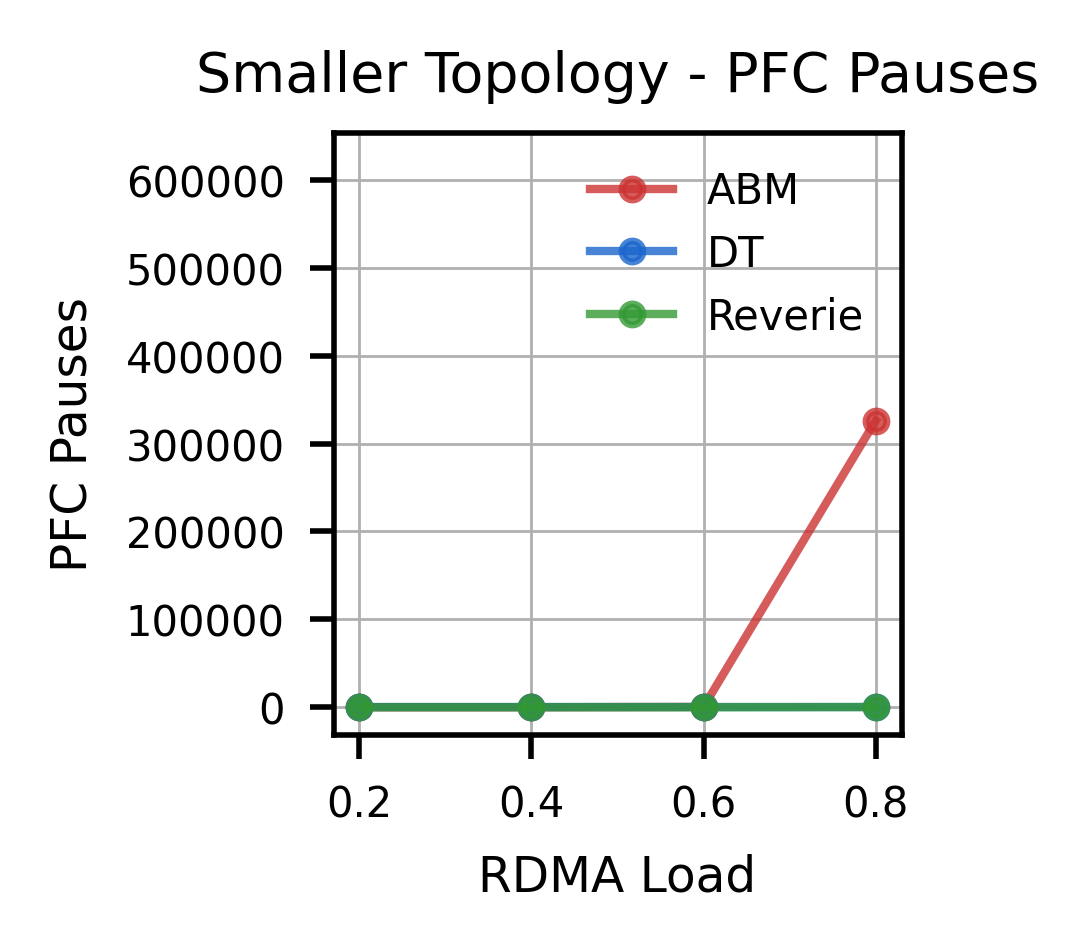 Smaller Topology - PFC Pauses
PFC Pauses
600000
500000
400000
300000
200000
100000
0
ABM
DT
Reverie
0.2 0.4 0.6 0.8
RDMA Load